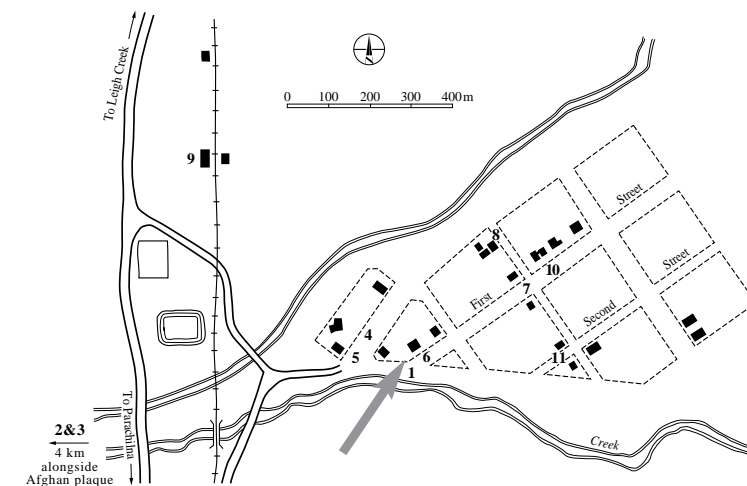 To Leigh Creek
N
0 100 200 300 400 m
9
Street
8
10
Street
7
First
Second
4
5
6
11
1
2&3
4 km
alongside
Afghan plaque
To Parachilna
Creek